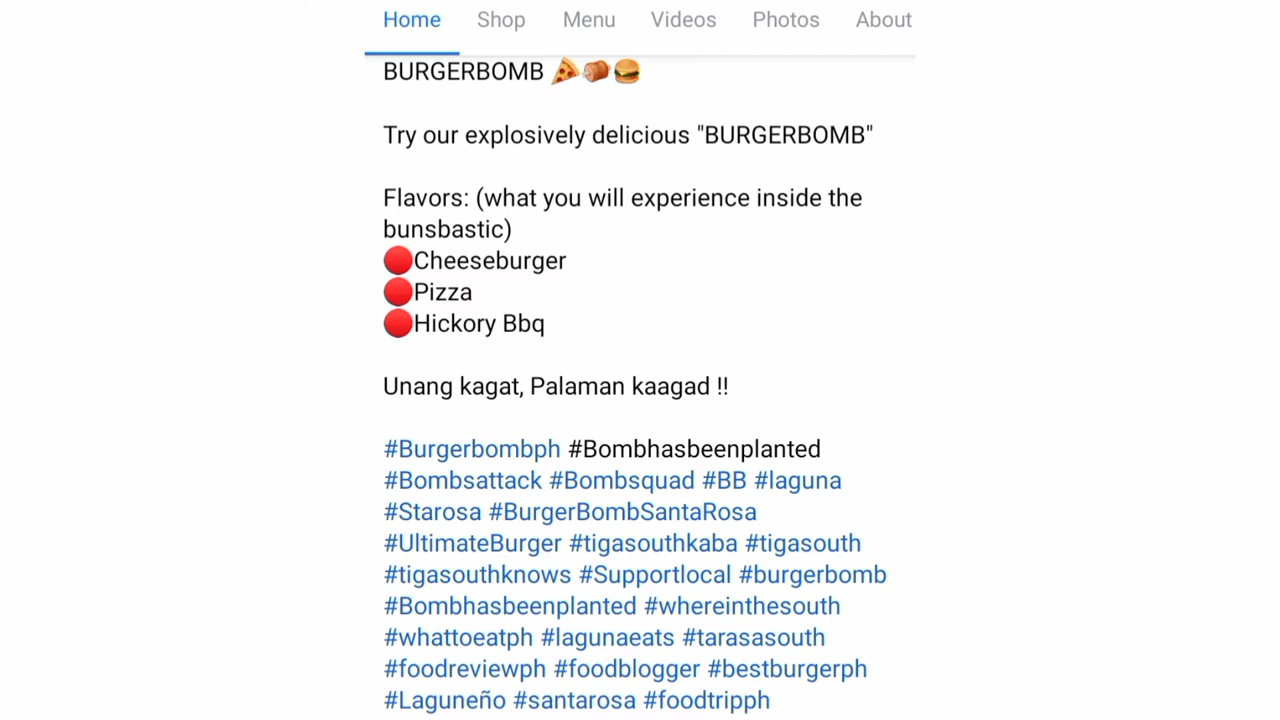 Home Shop Menu Videos Photos About
BURGERBOMB 🍕🍖🍔
Try our explosively delicious "BURGERBOMB"
Flavors: (what you will experience inside the
bunsbastic)
🔴Cheeseburger
🔴Pizza
🔴Hickory Bbq
Unang kagat, Palaman kaagad !!
#Burgerbombph #Bombhasbeenplanted
#Bombsattack #Bombsquad #BB #laguna
#Starosa #BurgerBombSantaRosa
#UltimateBurger #tigasouthkaba #tigasouth
#tigasouthknows #Supportlocal #burgerbomb
#Bombhasbeenplanted #whereinthesouth
#whattoeatph #lagunaeats #tarasasouth
#foodreviewph #foodblogger #bestburgerph
#Laguneño #santarosa #foodtripph